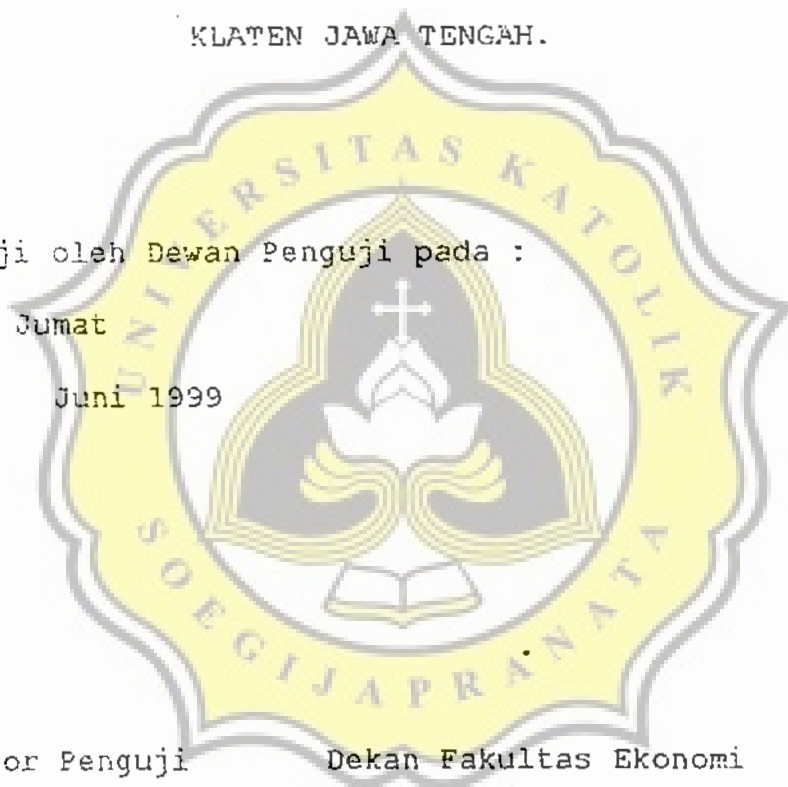 KLATEN JAWA TENGAH.
UNIVERSITAS KATOLIK
ji oleh Dewan Penguji pada :
Jumat
Juni 1999
SOEGIJAPRANATA
or Penguji Dekan Fakultas Ekonomi